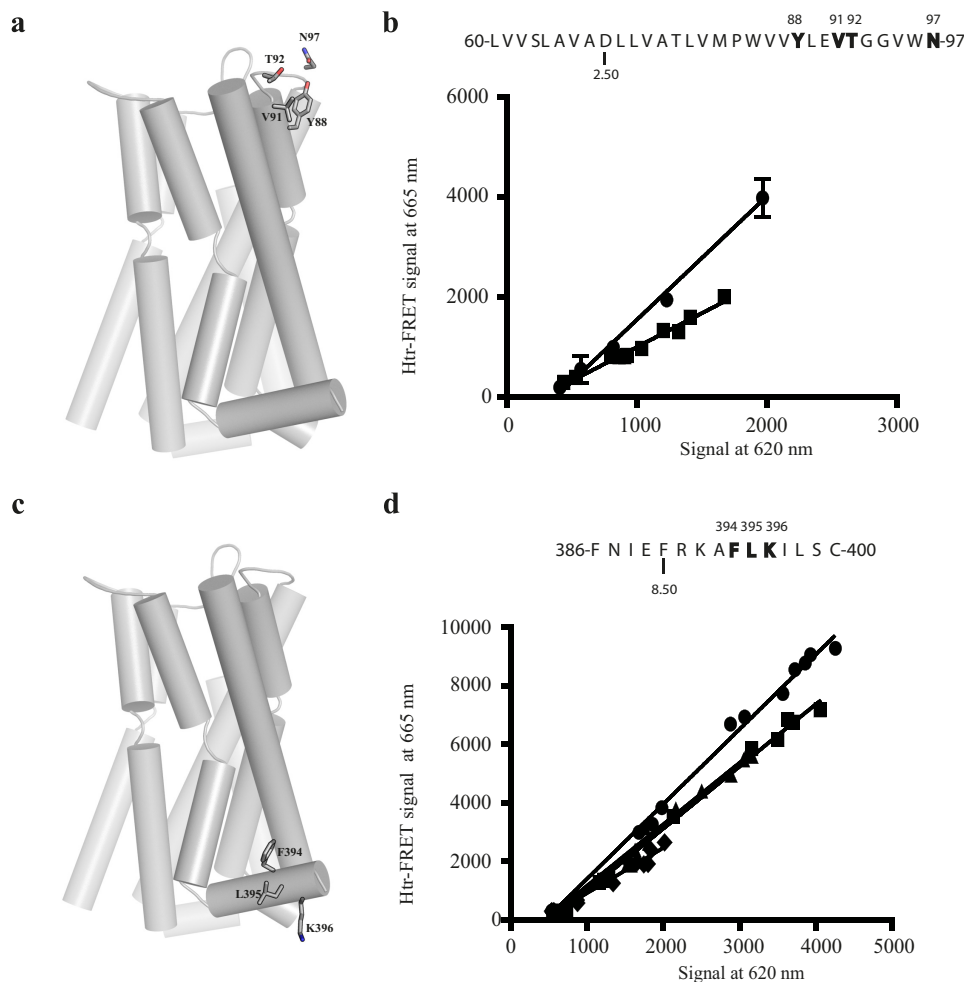 a
N97
T92
V91
Y88
b
88 91 92 97
60-LVVSLAVADLLVATLVMPWVVYLEVTGGVWN-97
2.50
6000
4000
2000
0
Htr-FRET signal at 665 nm
0 1000 2000 3000
Signal at 620 nm
c
F394
L395
K396
d
394 395 396
386-F N I E F R K A F L K I L S C-400
8.50
10000
8000
6000
4000
2000
0
Htr-FRET signal at 665 nm
0 1000 2000 3000 4000 5000
Signal at 620 nm